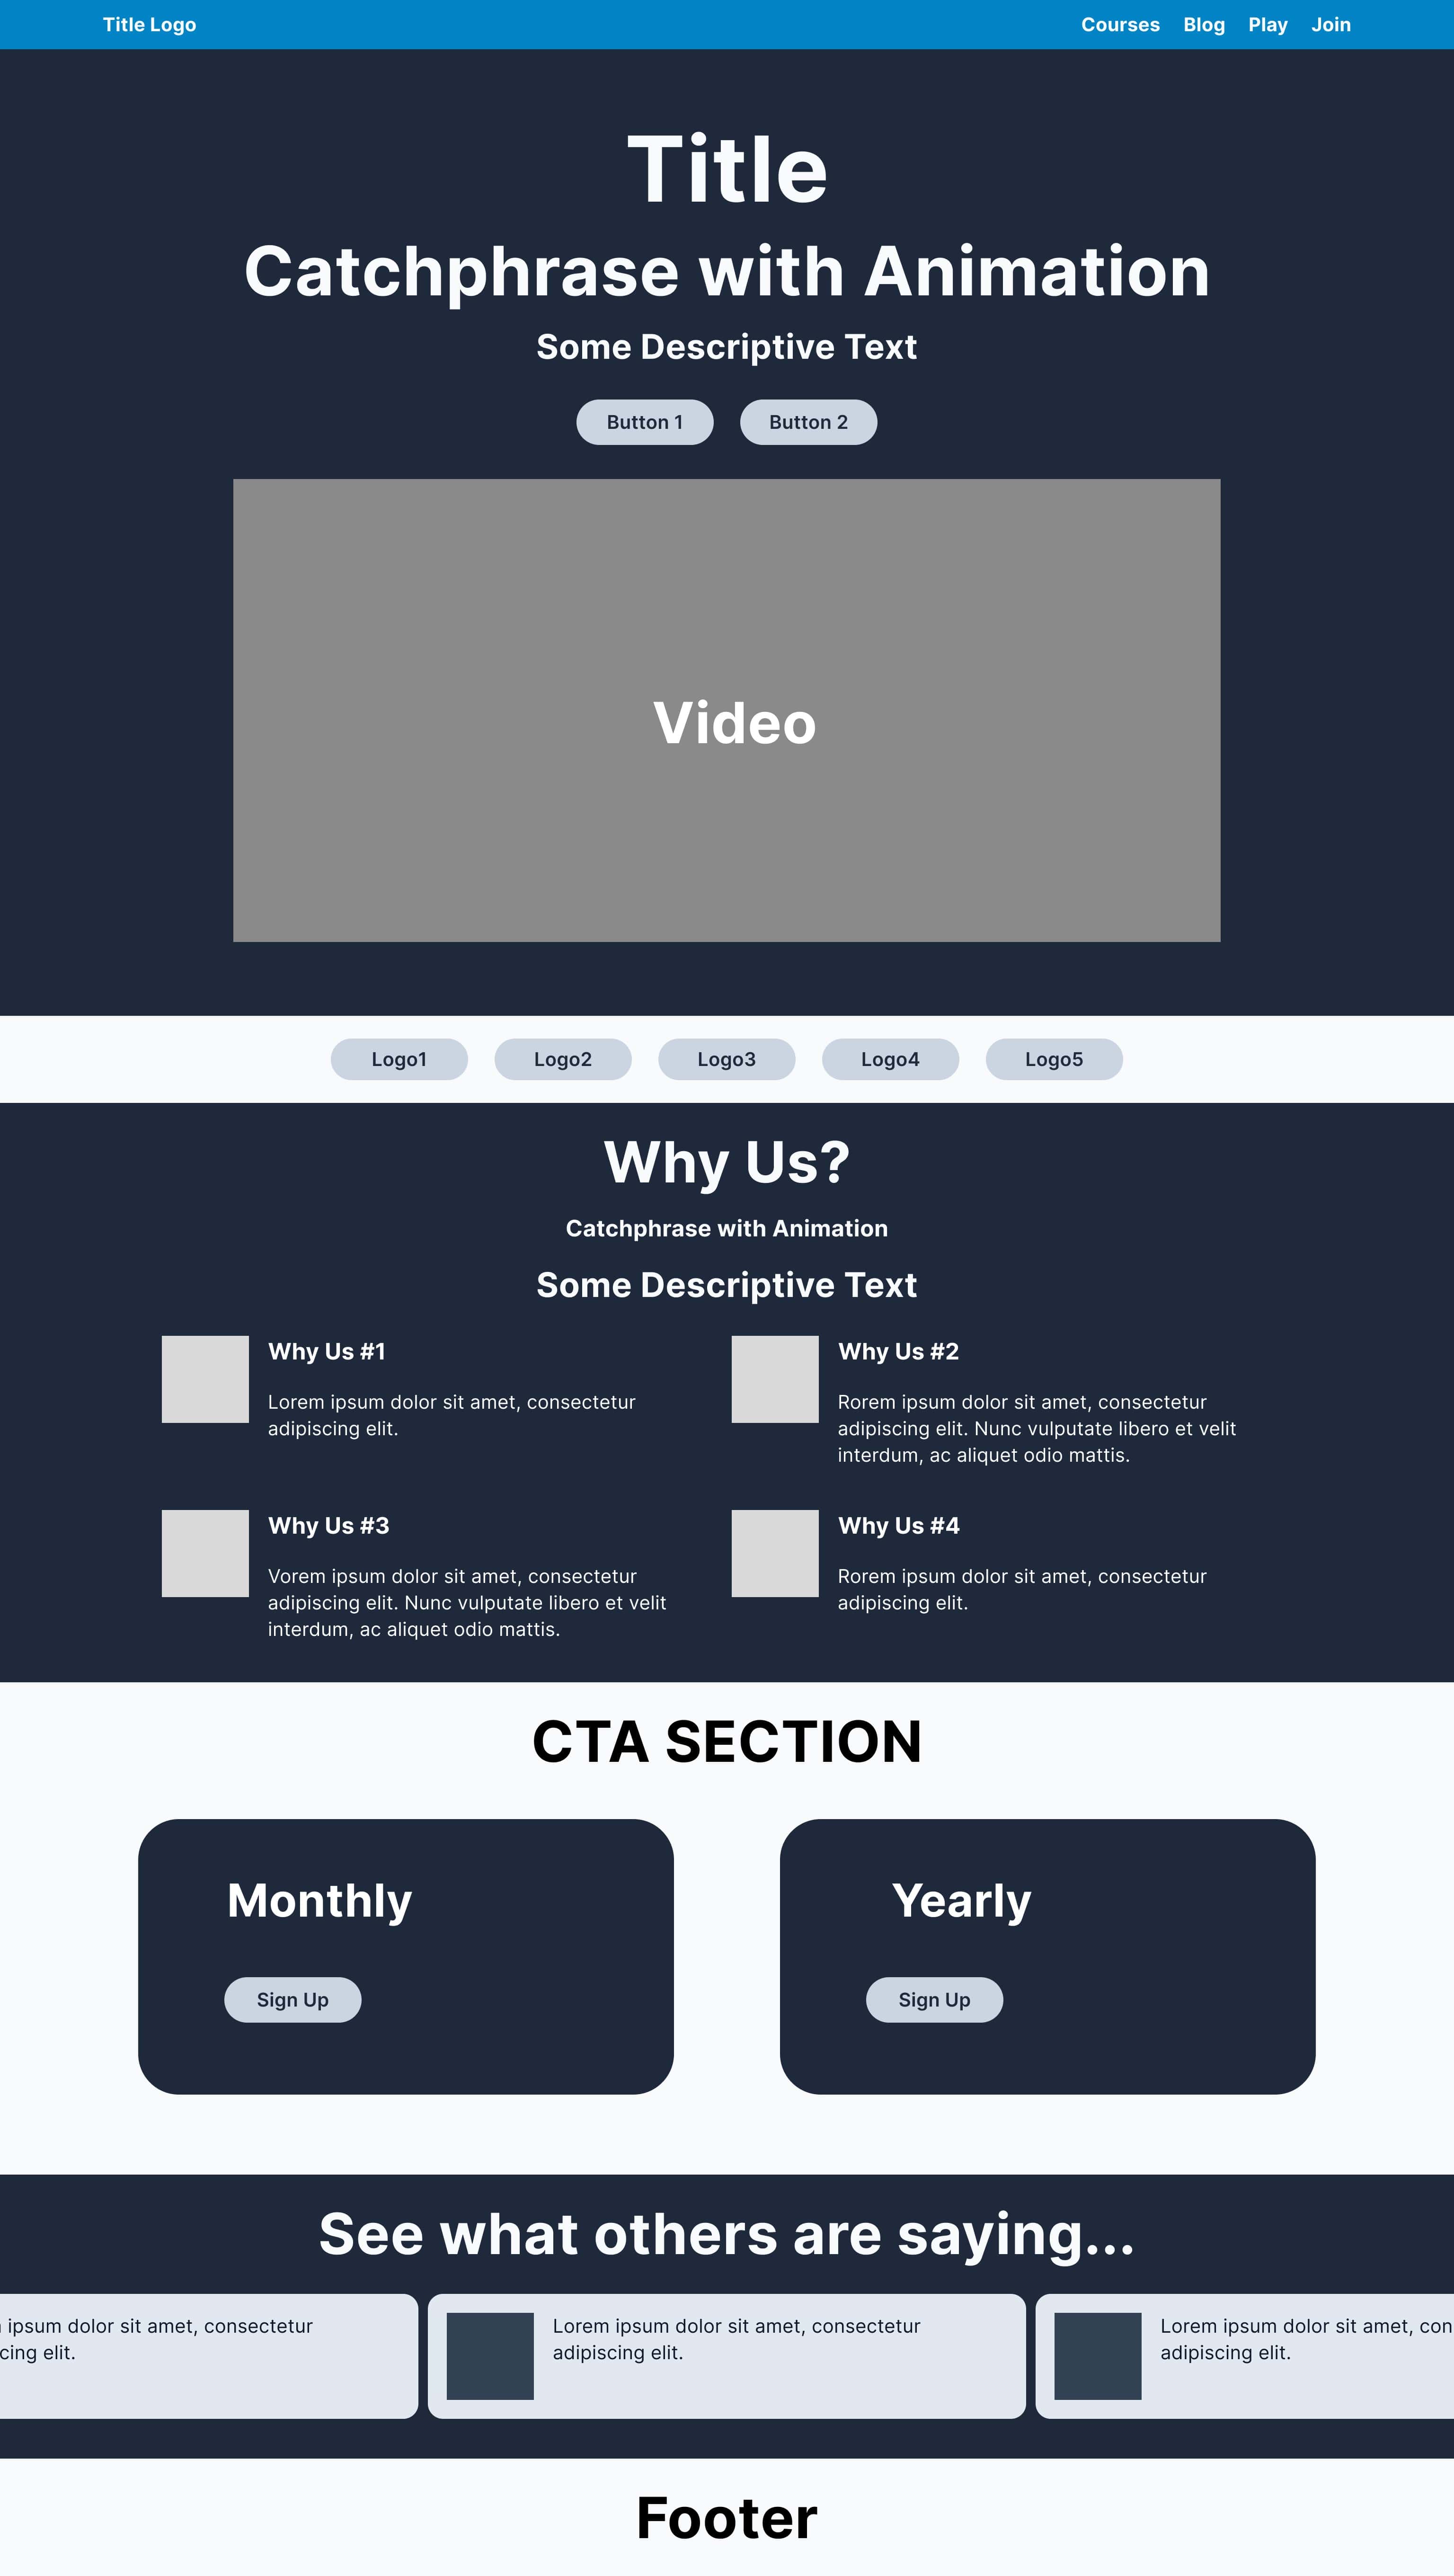 Title Logo
Courses Blog Play Join
Title
Catchphrase with Animation
Some Descriptive Text
Button 1
Button 2
Video
Logo1
Logo2
Logo3
Logo4
Logo5
Why Us?
Catchphrase with Animation
Some Descriptive Text
Why Us #1
Lorem ipsum dolor sit amet, consectetur
adipiscing elit.
Why Us #2
Rorem ipsum dolor sit amet, consectetur
adipiscing elit. Nunc vulputate libero et velit
interdum, ac aliquet odio mattis.
Why Us #3
Vorem ipsum dolor sit amet, consectetur
adipiscing elit. Nunc vulputate libero et velit
interdum, ac aliquet odio mattis.
Why Us #4
Rorem ipsum dolor sit amet, consectetur
adipiscing elit.
CTA SECTION
Monthly
Sign Up
Yearly
Sign Up
See what others are saying...
ipsum dolor sit amet, consectetur
cing elit.
Lorem ipsum dolor sit amet, consectetur
adipiscing elit.
Lorem ipsum dolor sit amet, con
adipiscing elit.
Footer